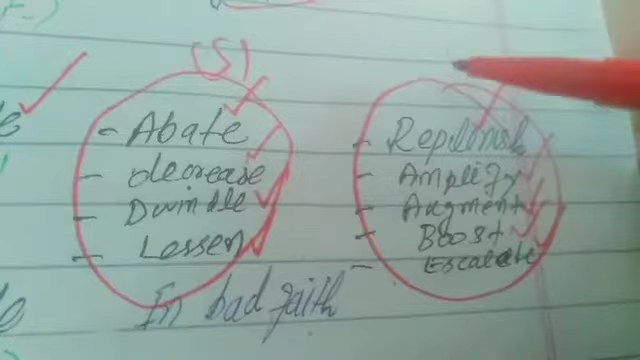 (S)
- Abate
- decrease
- Dwindle
- Lessen
- Replenish
- Amplify
- Augment
- Boost
- Escalate
In bad faith